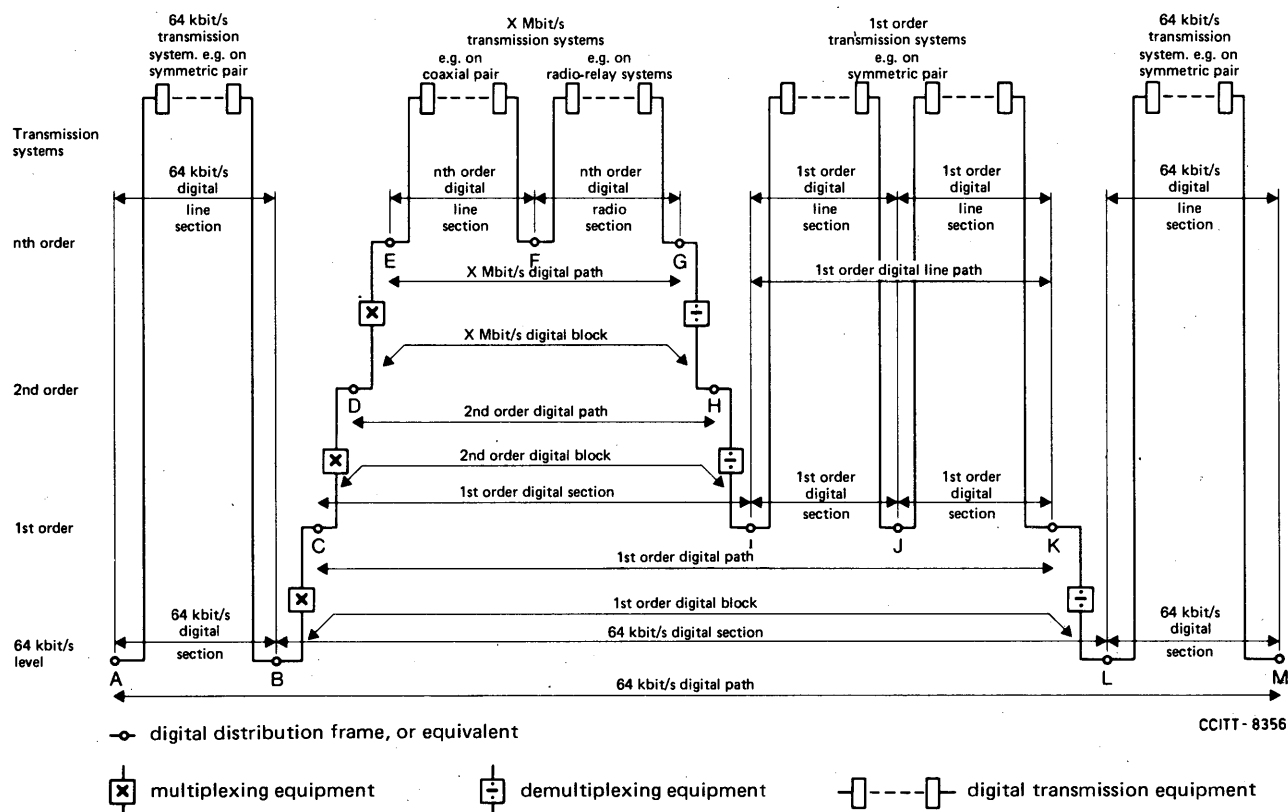 64 kbit/s
transmission
system. e.g. on
symmetric pair
X Mbit/s
transmission systems
e.g. on
coaxial pair
e.g. on
radio-relay systems
1st order
transmission systems
e.g. on
symmetric pair
64 kbit/s
transmission
system. e.g. on
symmetric pair
Transmission
systems
64 kbit/s
digital
line
section
nth order
digital
line
section
nth order
digital
radio
section
1st order
digital
line
section
1st order
digital
line
section
64 kbit/s
digital
line
section
nth order
E
F
G
X Mbit/s digital path
1st order digital line path
X Mbit/s digital block
2nd order
D
H
2nd order digital path
2nd order digital block
1st order digital section
1st order
digital
section
1st order
digital
section
1st order
C
I
J
K
1st order digital path
1st order digital block
64 kbit/s
digital
section
64 kbit/s digital section
64 kbit/s
digital
section
64 kbit/s
level
A
B
L
M
64 kbit/s digital path
CCITT - 8356
digital distribution frame, or equivalent
multiplexing equipment
demultiplexing equipment
digital transmission equipment